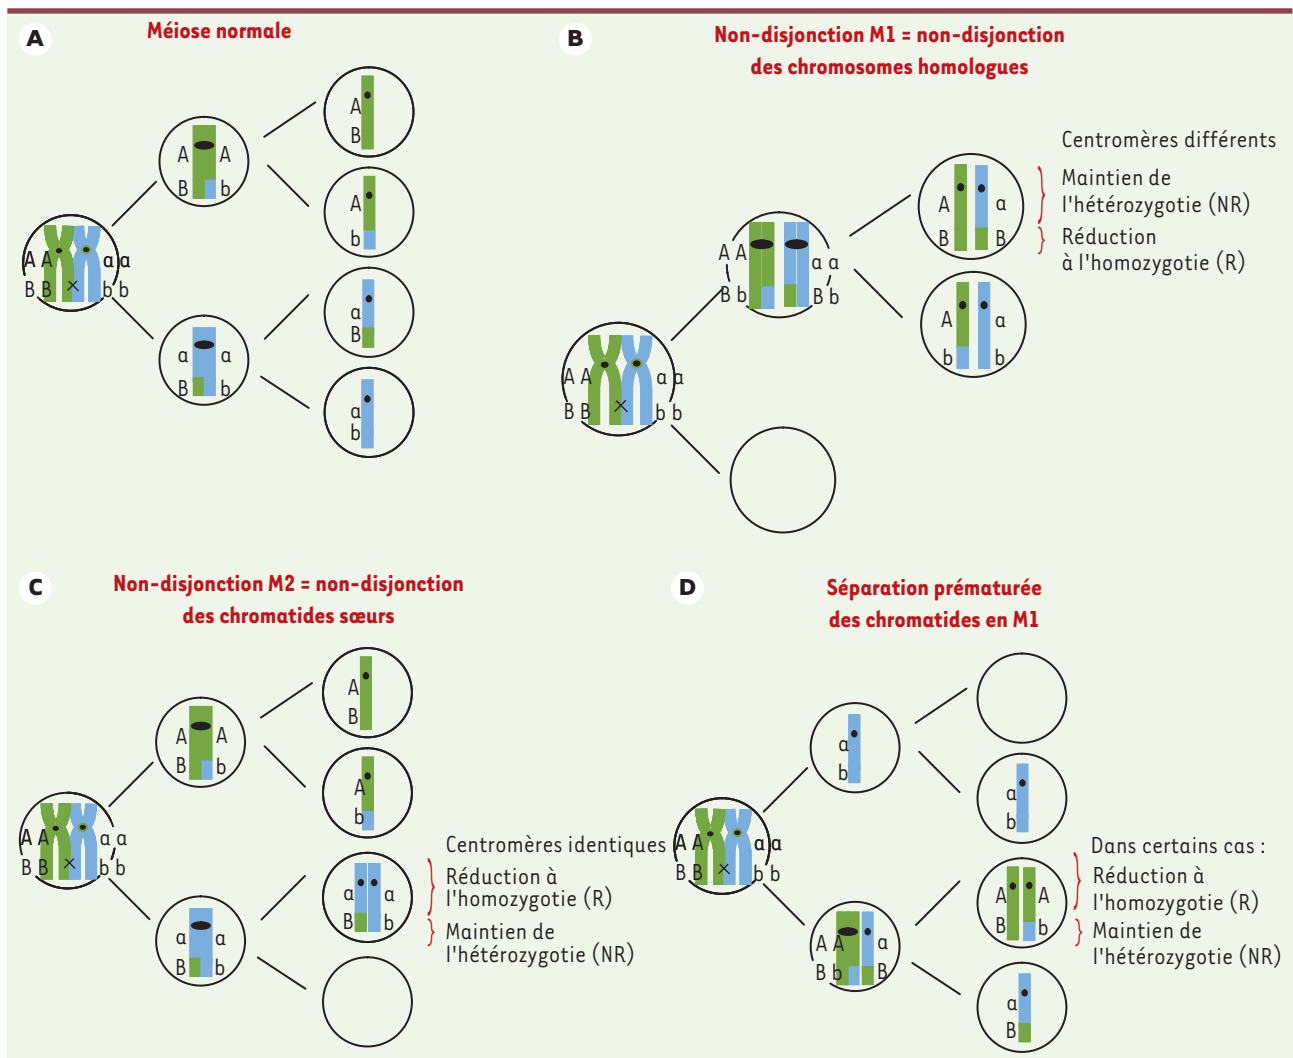 A
Méiose normale
A
B
A A
B b
A
b
A A a a
B B b b
a
B
a a
B b
a
b
B
Non-disjonction M1 = non-disjonction
des chromosomes homologues
Centromères différents
Maintien de
l'hétérozygotie (NR)
A a
B B
Réduction
à l'homozygotie (R)
A A a a
B b B b
A a
b b
A A a a
B B b b
C
Non-disjonction M2 = non-disjonction
des chromatides sœurs
A
B
A A
B b
A
b
A A a a
B B b b
Centromères identiques
Réduction à
l'homozygotie (R)
a a
B b
Maintien de
l'hétérozygotie (NR)
a a
B b
D
Séparation prématurée
des chromatides en M1
a
b
a
b
A A a a
B B b b
Dans certains cas :
Réduction à
l'homozygotie (R)
A A
B b
Maintien de
l'hétérozygotie (NR)
A A a
B b B
a
B